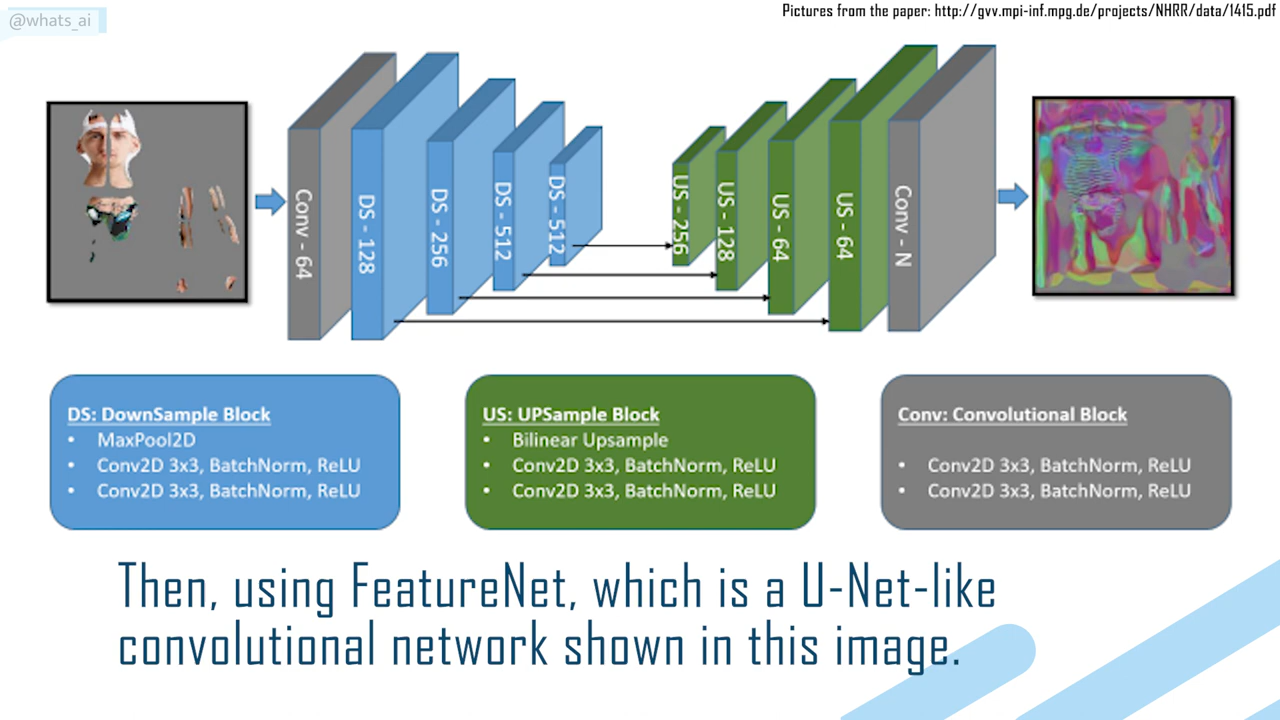 @whats_ai
Pictures from the paper: http://gvv.mpi-inf.mpg.de/projects/NHRR/data/1415.pdf
Conv - 64
DS - 128
DS - 256
DS - 512
DS - 512
US - 256
US - 128
US - 64
US - 64
Conv - N
DS: DownSample Block
• MaxPool2D
• Conv2D 3x3, BatchNorm, ReLU
• Conv2D 3x3, BatchNorm, ReLU
US: UPSample Block
• Bilinear Upsample
• Conv2D 3x3, BatchNorm, ReLU
• Conv2D 3x3, BatchNorm, ReLU
Conv: Convolutional Block
• Conv2D 3x3, BatchNorm, ReLU
• Conv2D 3x3, BatchNorm, ReLU
Then, using FeatureNet, which is a U-Net-like
convolutional network shown in this image.